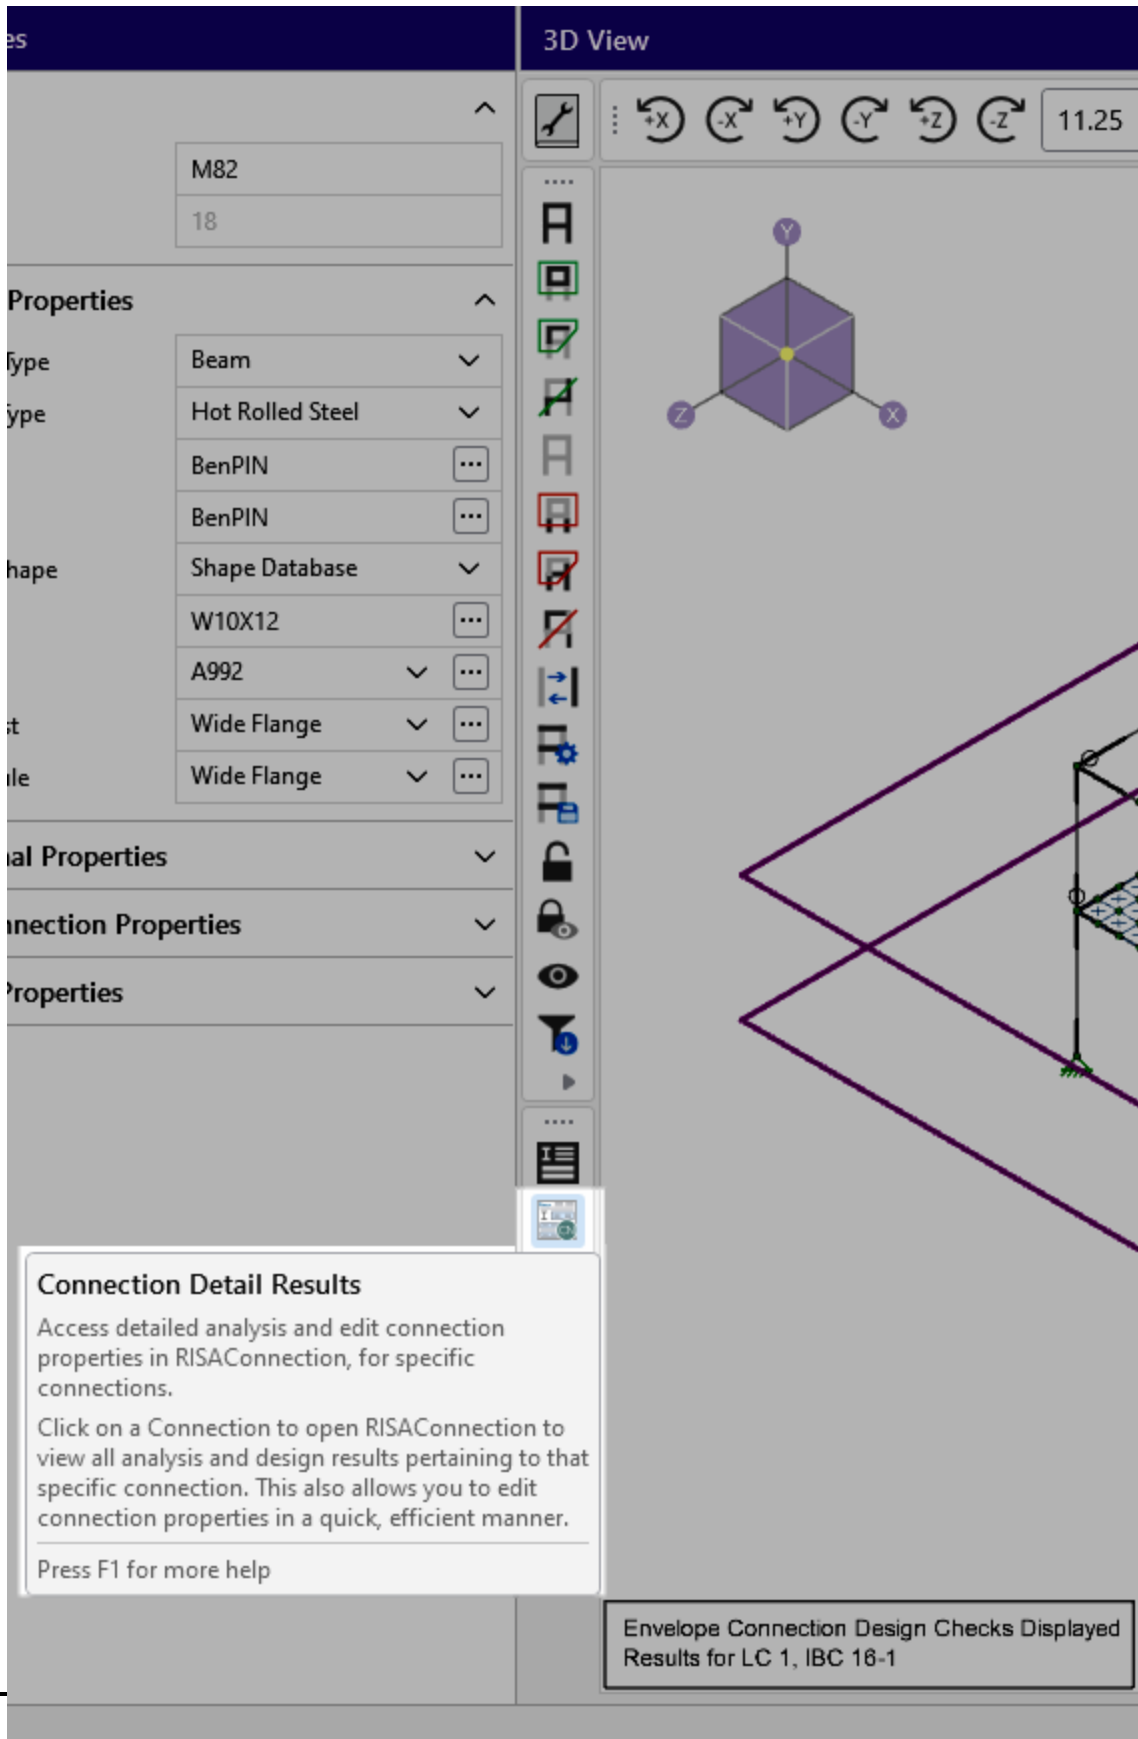 es
3D View
+X
-X
+Y
-Y
+Z
-Z
11.25
M82
18
Properties
Type
Beam
ype
Hot Rolled Steel
BenPIN
BenPIN
hape
Shape Database
W10X12
A992
st
Wide Flange
ule
Wide Flange
al Properties
nnection Properties
Properties
Y
Z
X
Connection Detail Results
Access detailed analysis and edit connection
properties in RISAConnection, for specific
connections.
Click on a Connection to open RISAConnection to
view all analysis and design results pertaining to that
specific connection. This also allows you to edit
connection properties in a quick, efficient manner.
Press F1 for more help
Envelope Connection Design Checks Displayed
Results for LC 1, IBC 16-1